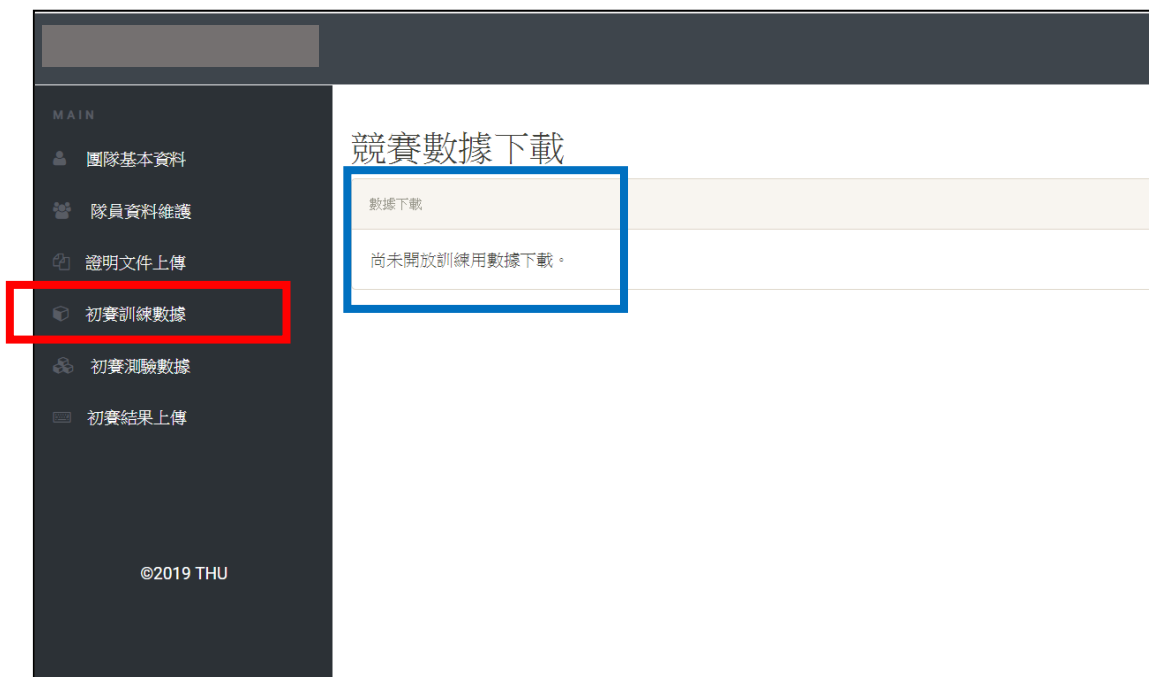 MAIN
團隊基本資料
隊員資料維護
證明文件上傳
初賽訓練數據
初賽測驗數據
初賽結果上傳
©2019 THU
競賽數據下載
數據下載
尚未開放訓練用數據下載。